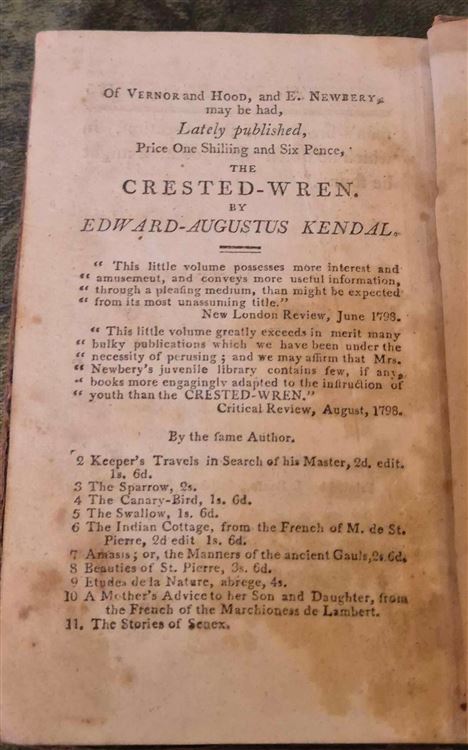 Of VERNOR and HOOD, and E. NEWBERY,
may be had,
Lately published,
Price One Shilling and Six Pence,
THE
CRESTED-WREN.
BY
EDWARD-AUGUSTUS KENDAL.
“ This little volume possesses more interest and
“ amusement, and conveys more useful information,
“ through a pleasing medium, than might be expected
“ from its most unassuming title.”
New London Review, June 1798.
“ This little volume greatly exceeds in merit many
“ bulky publications which we have been under the
“ necessity of perusing ; and we may affirm that Mrs.
“ Newbery's juvenile library contains few, if any,
“ books more engagingly adapted to the instruction of
“ youth than the CRESTED-WREN.”
Critical Review, August, 1798.
By the same Author.
2 Keeper's Travels in Search of his Master, 2d. edit.
1s. 6d.
3 The Sparrow, 2s.
4 The Canary-Bird, 1s. 6d.
5 The Swallow, 1s. 6d.
6 The Indian Cottage, from the French of M. de St.
Pierre, 2d edit 1s. 6d.
7 Amasis ; or, the Manners of the ancient Gauls, 2s. 6d.
8 Beauties of St. Pierre, 3s. 6d.
9 Etudes de la Nature, abrege, 4s.
10 A Mother's Advice to her Son and Daughter, from
the French of the Marchioness de Lambert.
11. The Stories of Senex.